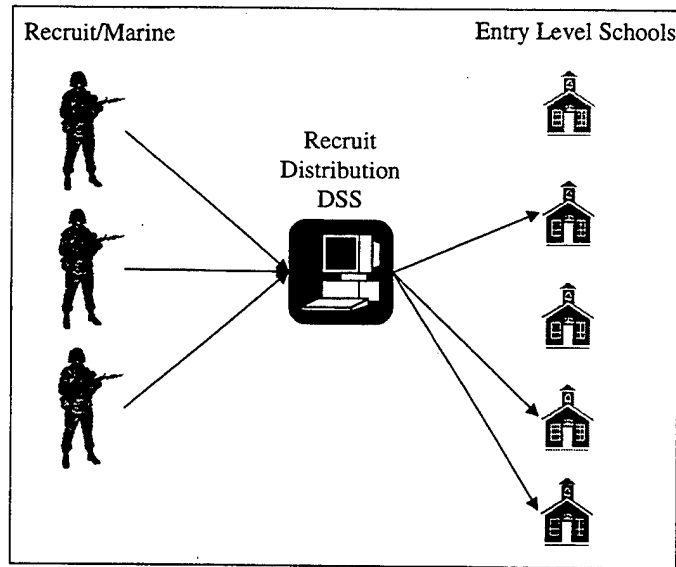 Recruit/Marine
Entry Level Schools
Recruit
Distribution
DSS